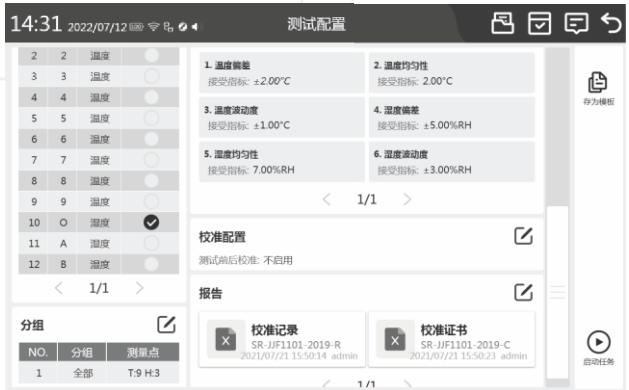 14:31 2022/07/12
测试配置
2 2 温度
3 3 温度
4 4 温度
5 5 温度
6 6 温度
7 7 温度
8 8 温度
9 9 温度
10 O 湿度
11 A 湿度
12 B 湿度
1/1
分组
NO. 分组 测量点
1 全部 T:9 H:3
1. 温度偏差
接受指标: ±2.00°C
2. 温度均匀性
接受指标: 2.00°C
3. 温度波动度
接受指标: ±1.00°C
4. 湿度偏差
接受指标: ±5.00%RH
5. 湿度均匀性
接受指标: 7.00%RH
6. 湿度波动度
接受指标: ±3.00%RH
1/1
校准配置
测试前后校准: 不启用
报告
X
校准记录
SR-JJF1101-2019-R
2021/07/21 15:50:14 admin
X
校准证书
SR-JJF1101-2019-C
2021/07/21 15:50:23 admin
1/1
存为模板
启动任务